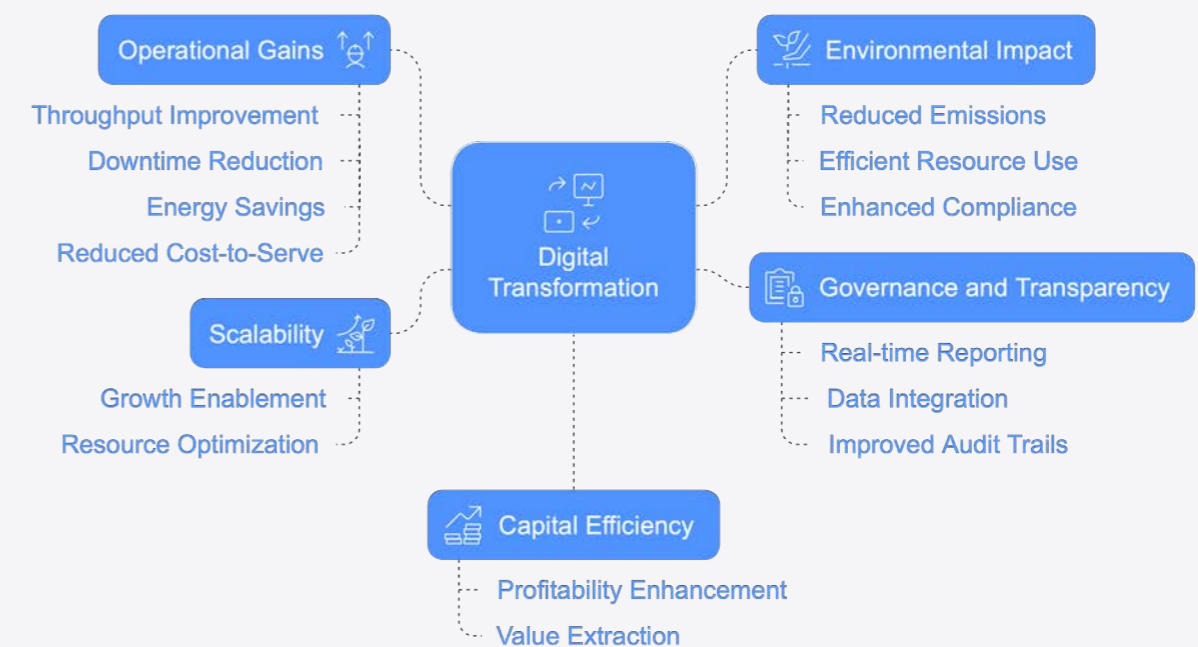 Operational Gains
Throughput Improvement
Downtime Reduction
Energy Savings
Reduced Cost-to-Serve
Scalability
Growth Enablement
Resource Optimization
Digital
Transformation
Environmental Impact
Reduced Emissions
Efficient Resource Use
Enhanced Compliance
Governance and Transparency
Real-time Reporting
Data Integration
Improved Audit Trails
Capital Efficiency
Profitability Enhancement
Value Extraction